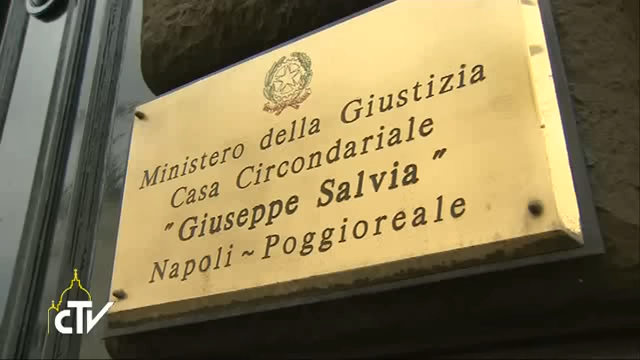 Ministero della Giustizia
Casa Circondariale
"Giuseppe Salvia"
Napoli ~ Poggioreale
CTV